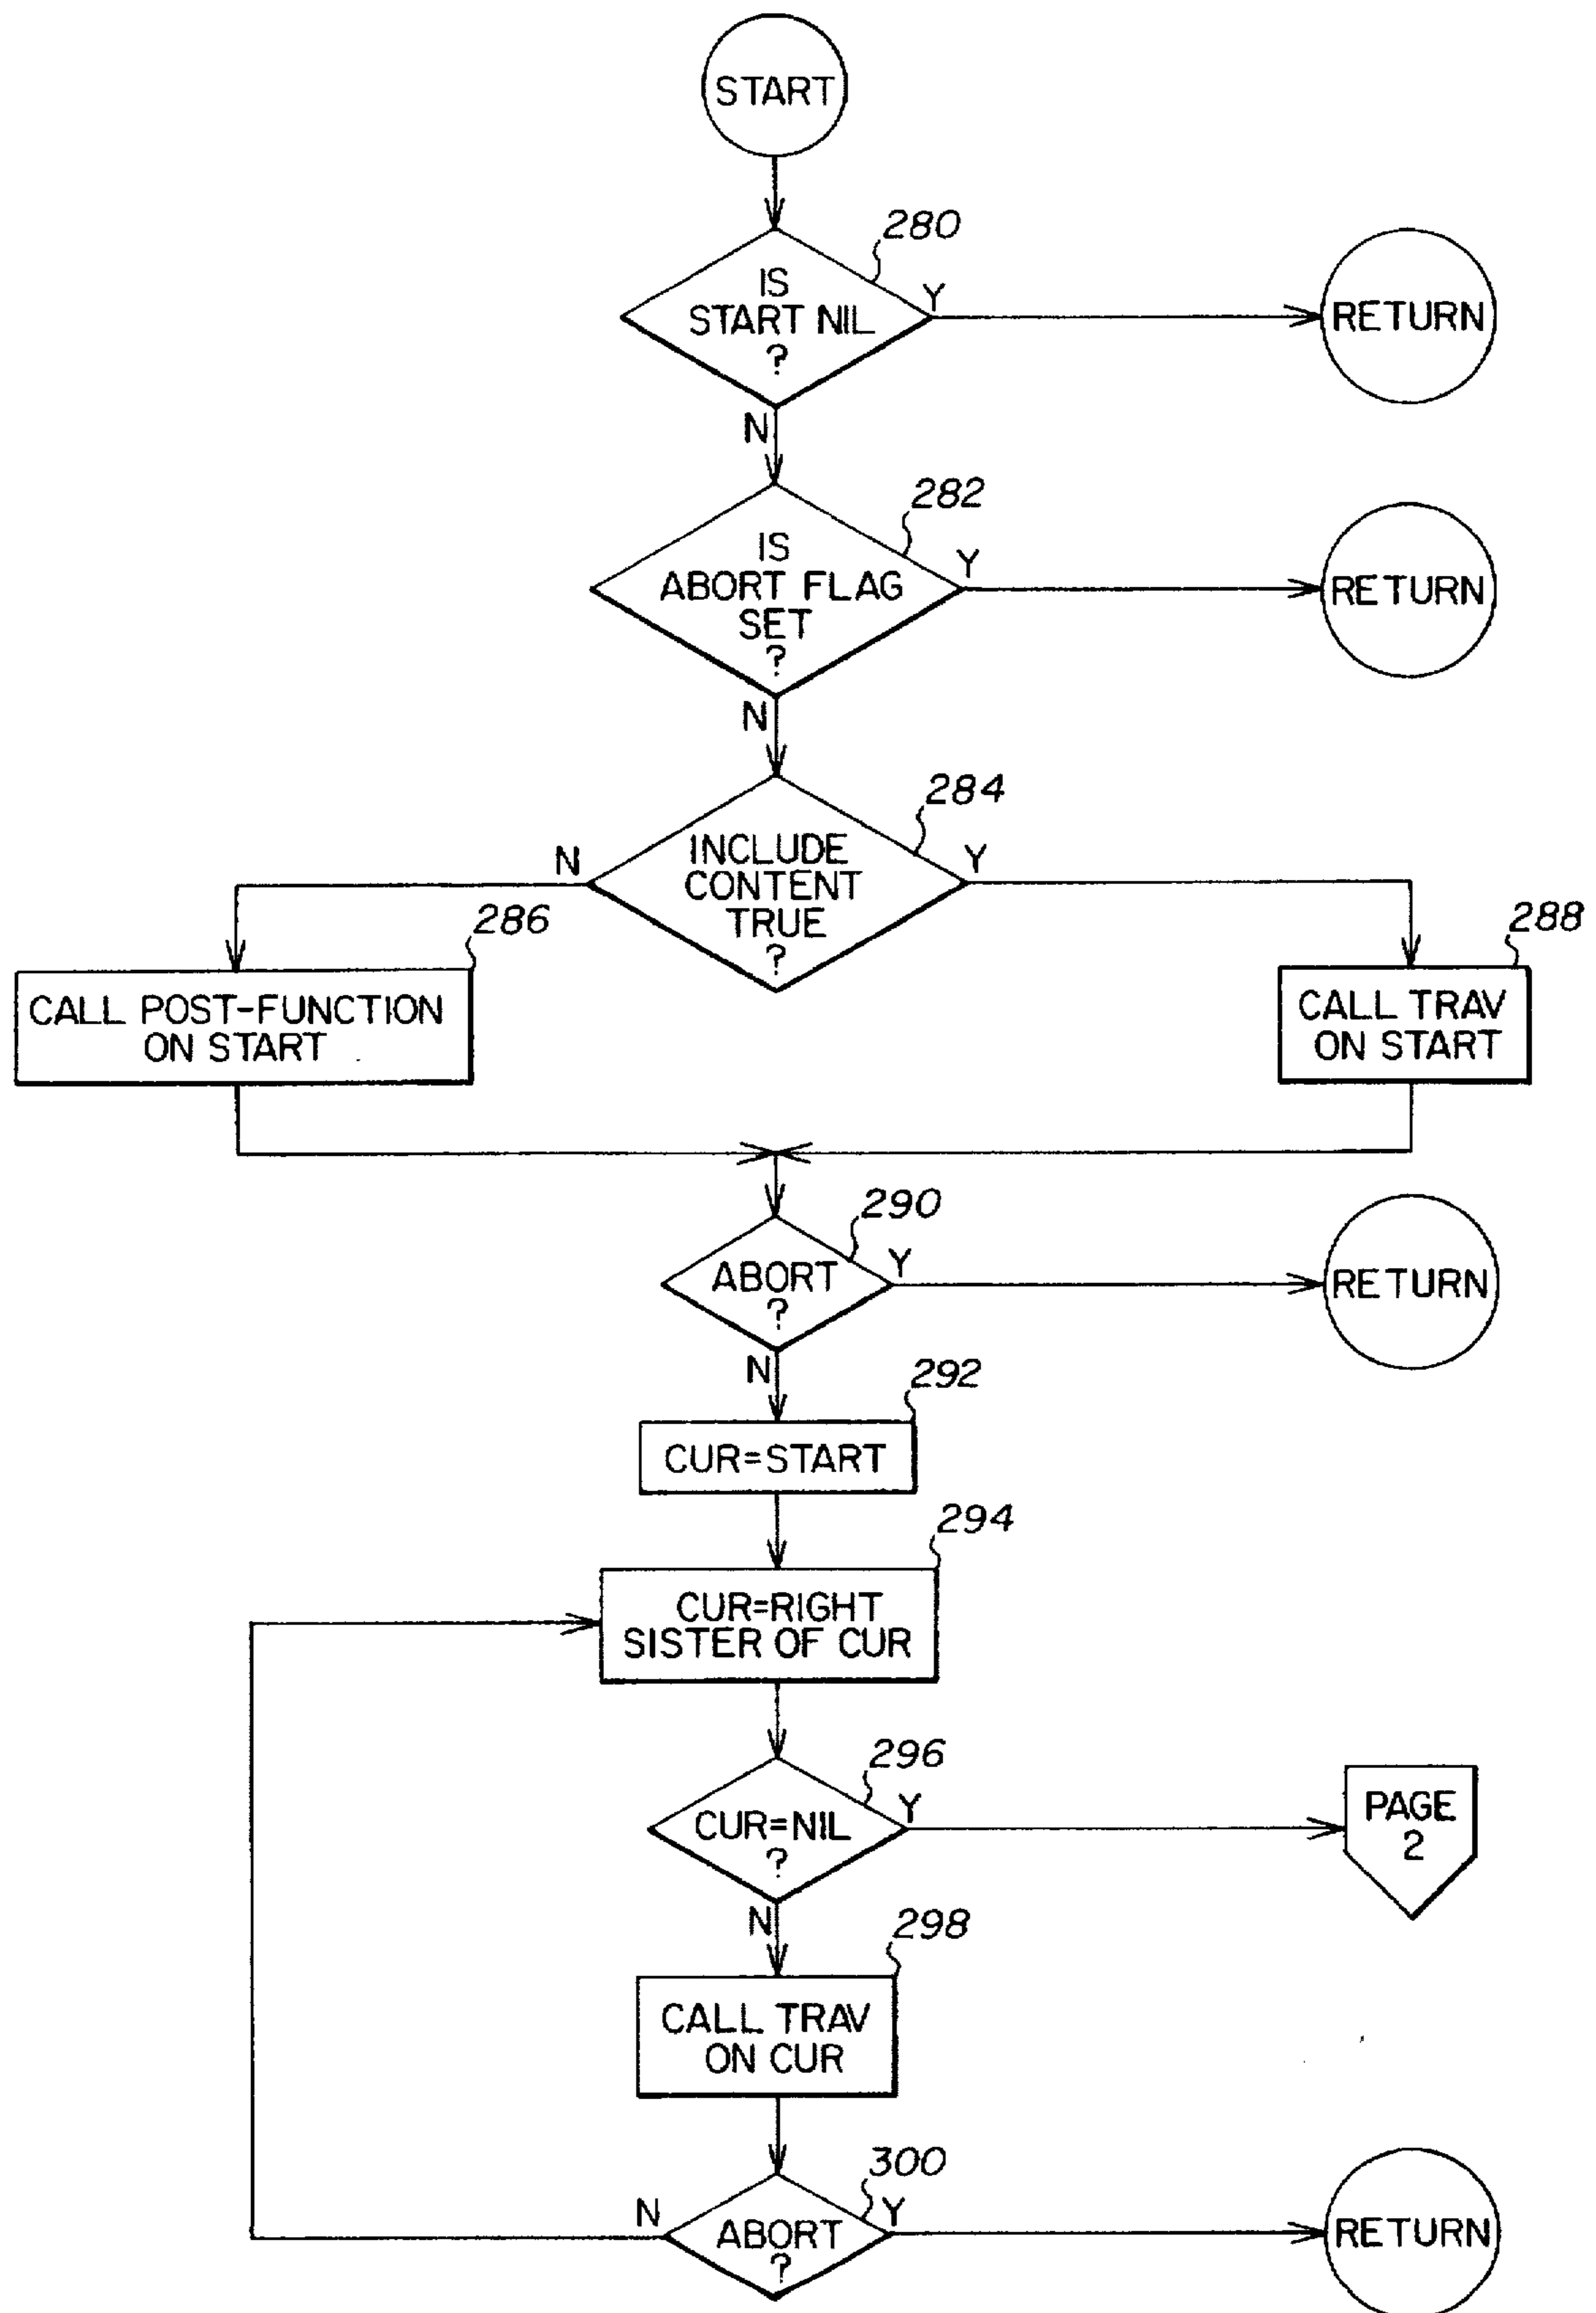 START
280
IS
START NIL
?
Y
RETURN
N
282
IS
ABORT FLAG
SET
?
Y
RETURN
N
284
INCLUDE
CONTENT
TRUE
?
N
Y
286
CALL POST-FUNCTION
ON START
288
CALL TRAV
ON START
290
ABORT
?
Y
RETURN
N
292
CUR=START
294
CUR=RIGHT
SISTER OF CUR
296
CUR=NIL
?
Y
PAGE
2
N
298
CALL TRAV
ON CUR
300
ABORT
?
N
Y
RETURN